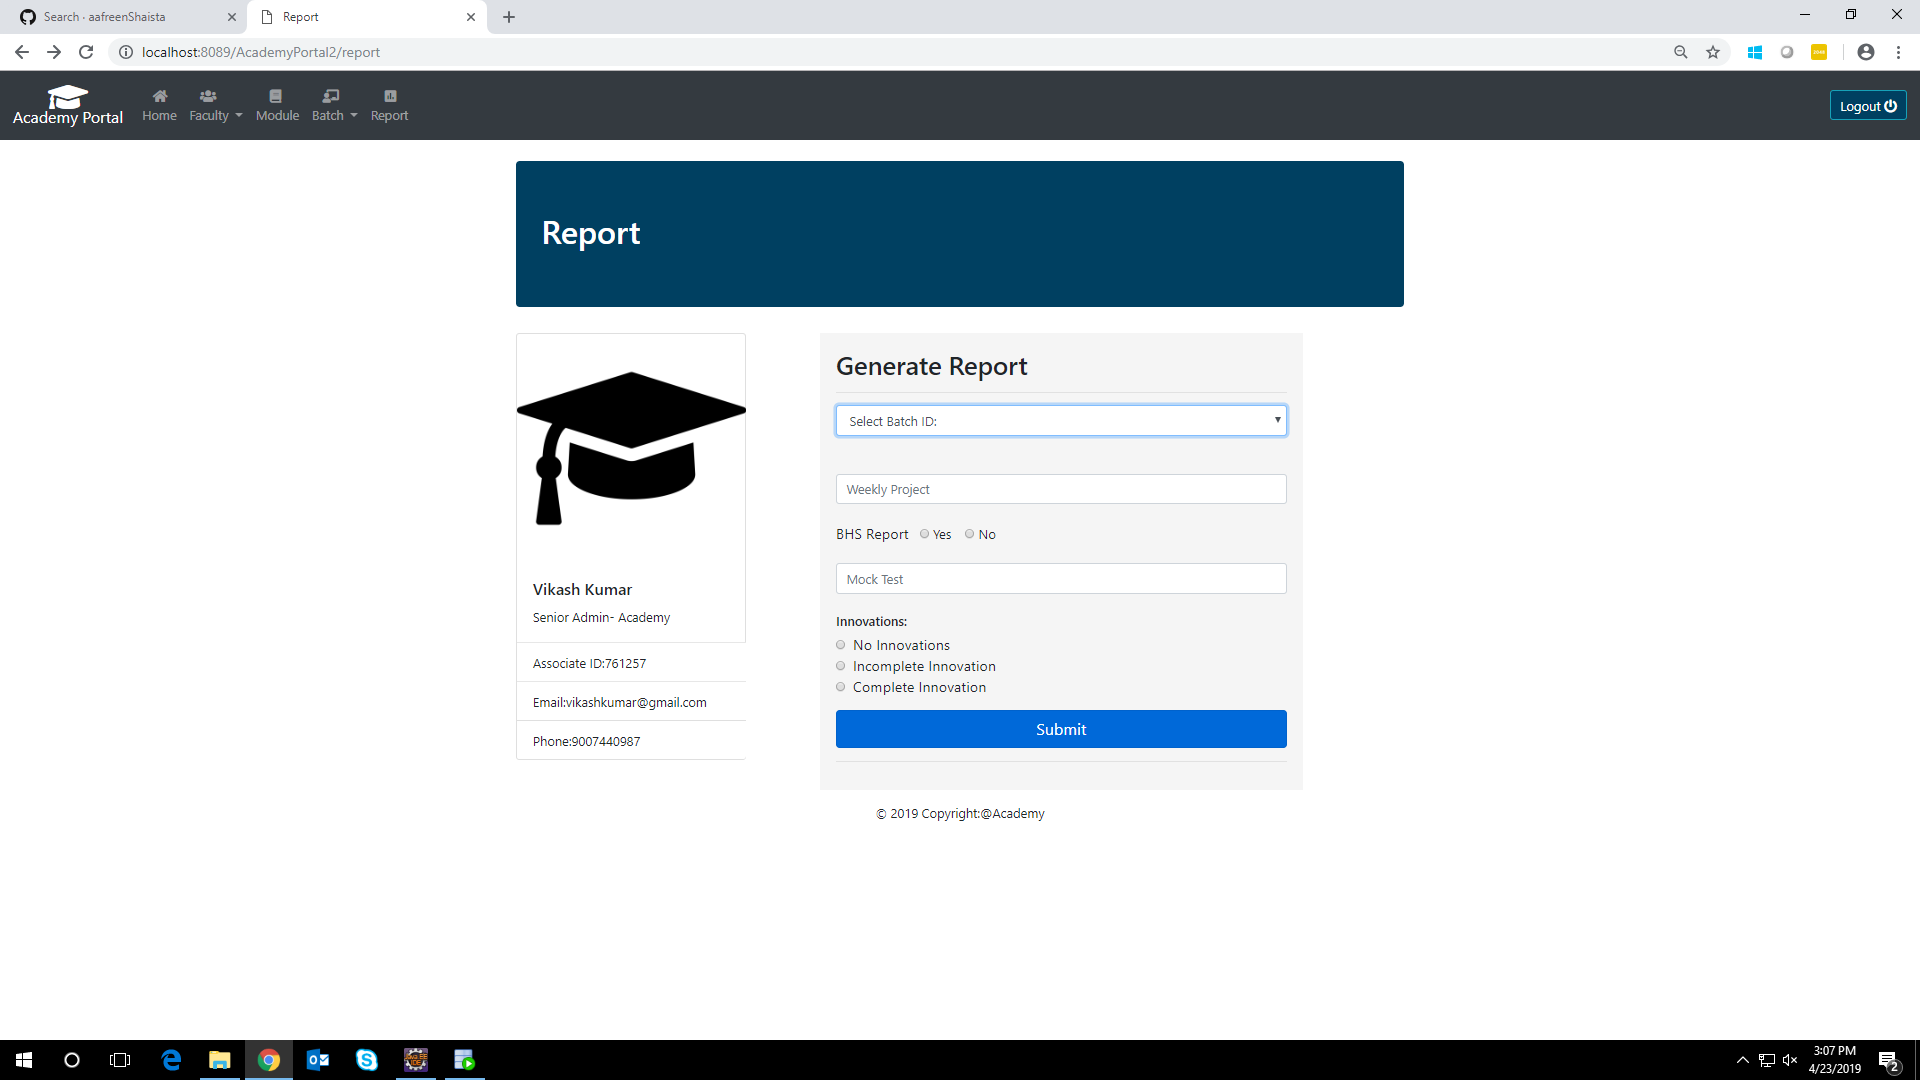 Search · aafreenShaista
Report
localhost:8089/AcademyPortal2/report
Academy Portal
Home
Faculty
Module
Batch
Report
Logout
Report
Generate Report
Select Batch ID:
Weekly Project
BHS Report Yes No
Mock Test
Innovations:
No Innovations
Incomplete Innovation
Complete Innovation
Submit
Vikash Kumar
Senior Admin- Academy
Associate ID:761257
Email:vikashkumar@gmail.com
Phone:9007440987
© 2019 Copyright:@Academy
3:07 PM
4/23/2019
2